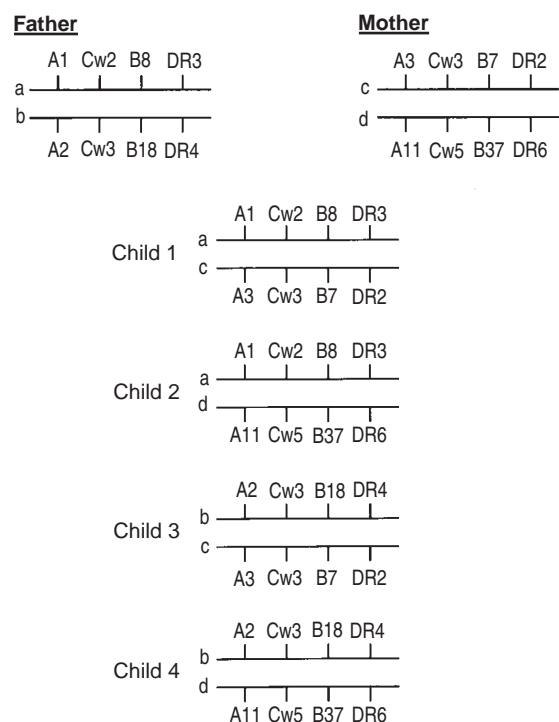 Father
A1 Cw2 B8 DR3
a
b
A2 Cw3 B18 DR4
Mother
A3 Cw3 B7 DR2
c
d
A11 Cw5 B37 DR6
A1 Cw2 B8 DR3
a
Child 1
c
A3 Cw3 B7 DR2
A1 Cw2 B8 DR3
a
Child 2
d
A11 Cw5 B37 DR6
A2 Cw3 B18 DR4
b
Child 3
c
A3 Cw3 B7 DR2
A2 Cw3 B18 DR4
b
Child 4
d
A11 Cw5 B37 DR6